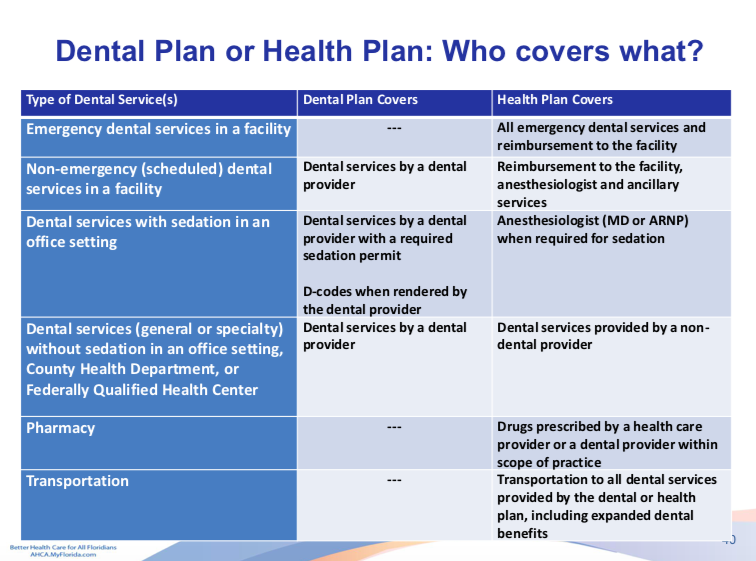 Dental Plan or Health Plan: Who covers what?
Type of Dental Service(s)
Dental Plan Covers
Health Plan Covers
Emergency dental services in a facility
---
All emergency dental services and
reimbursement to the facility
Non-emergency (scheduled) dental
services in a facility
Dental services by a dental
provider
Reimbursement to the facility,
anesthesiologist and ancillary
services
Dental services with sedation in an
office setting
Dental services by a dental
provider with a required
sedation permit
D-codes when rendered by
the dental provider
Anesthesiologist (MD or ARNP)
when required for sedation
Dental services (general or specialty)
without sedation in an office setting,
County Health Department, or
Federally Qualified Health Center
Dental services by a dental
provider
Dental services provided by a non-
dental provider
Pharmacy
---
Drugs prescribed by a health care
provider or a dental provider within
scope of practice
Transportation
---
Transportation to all dental services
provided by the dental or health
plan, including expanded dental
benefits
Better Health Care for All Floridians
AHCA.MyFlorida.com
40